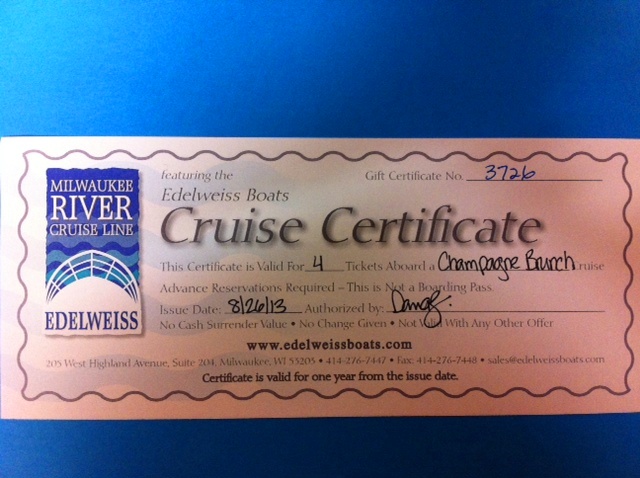 MILWAUKEE
RIVER
CRUISE LINE
EDELWEISS
featuring the
Edelweiss Boats
Gift Certificate No. 3726
Cruise Certificate
This Certificate is Valid For 4 Tickets Aboard a Champagne Brunch Cruise
Advance Reservations Required – This is Not a Boarding Pass.
Issue Date: 8/26/13 Authorized by:
No Cash Surrender Value • No Change Given • Not Valid With Any Other Offer
www.edelweissboats.com
205 West Highland Avenue, Suite 204, Milwaukee, WI 53203 • 414-276-7447 • Fax: 414-276-7448 • sales@edelweissboats.com
Certificate is valid for one year from the issue date.